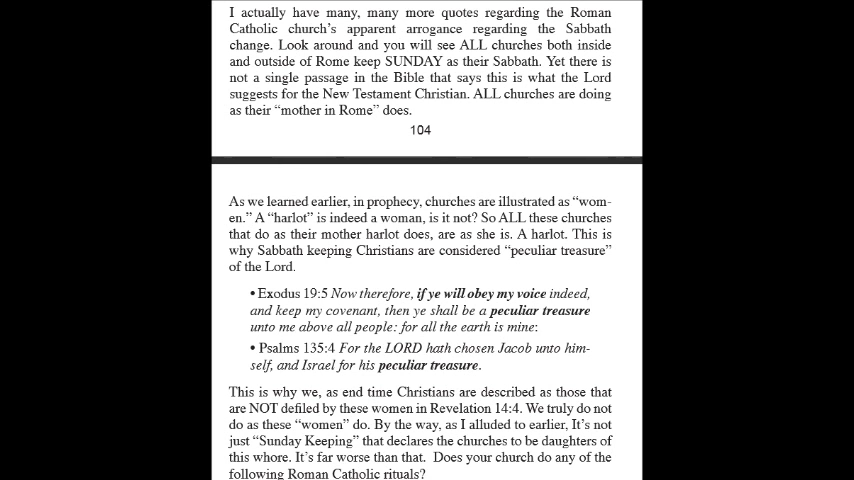 I actually have many, many more quotes regarding the Roman
Catholic church's apparent arrogance regarding the Sabbath
change. Look around and you will see ALL churches both inside
and outside of Rome keep SUNDAY as their Sabbath. Yet there is
not a single passage in the Bible that says this is what the Lord
suggests for the New Testament Christian. ALL churches are doing
as their “mother in Rome” does.
104
As we learned earlier, in prophecy, churches are illustrated as “wom-
en.” A “harlot” is indeed a woman, is it not? So ALL these churches
that do as their mother harlot does, are as she is. A harlot. This is
why Sabbath keeping Christians are considered “peculiar treasure”
of the Lord.
• Exodus 19:5 Now therefore, if ye will obey my voice indeed,
and keep my covenant, then ye shall be a peculiar treasure
unto me above all people: for all the earth is mine:
• Psalms 135:4 For the LORD hath chosen Jacob unto him-
self, and Israel for his peculiar treasure.
This is why we, as end time Christians are described as those that
are NOT defiled by these women in Revelation 14:4. We truly do not
do as these “women” do. By the way, as I alluded to earlier, It's not
just “Sunday Keeping” that declares the churches to be daughters of
this whore. It's far worse than that.  Does your church do any of the
following Roman Catholic rituals?